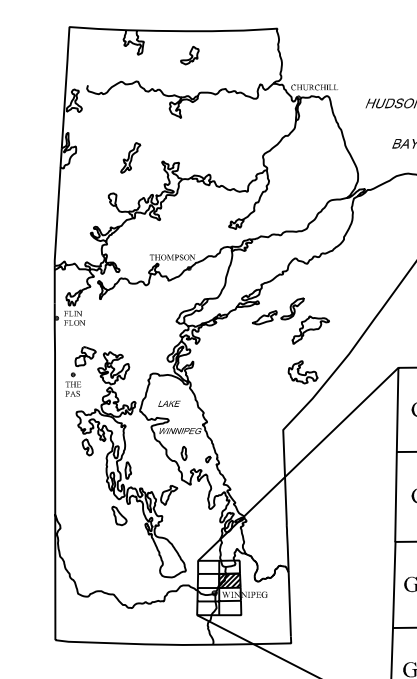 CHURCHILL
HUDSON
BAY
THOMPSON
FLIN
FLON
THE
PAS
LAKE
WINNIPEG
WINNIPEG
G
G